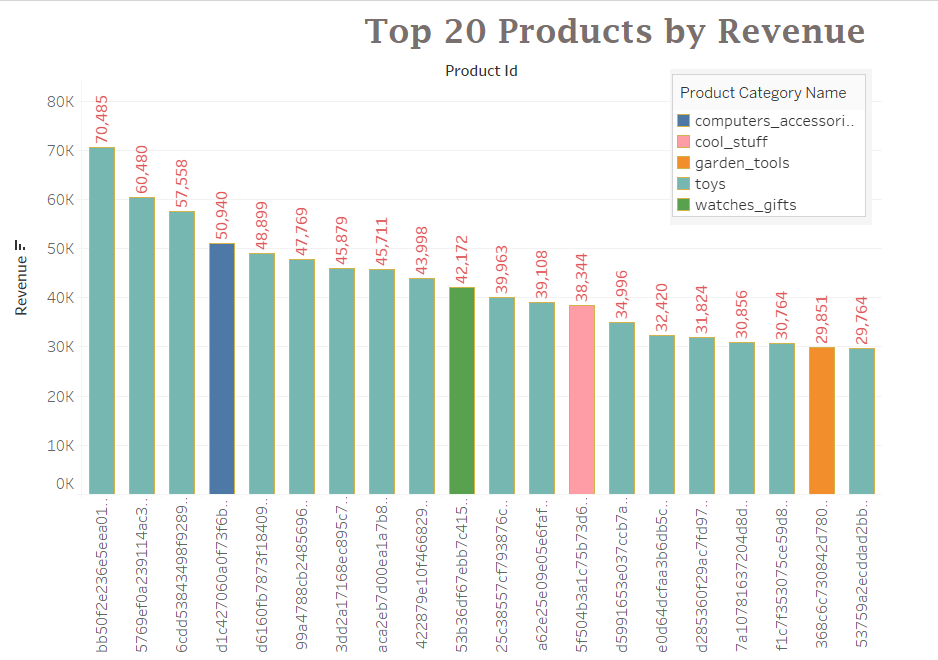 Top 20 Products by Revenue
Product Id
Product Category Name
computers_accessori..
cool_stuff
garden_tools
toys
watches_gifts
Revenue
80K
70K
60K
50K
40K
30K
20K
10K
0K
70,485
60,480
57,558
50,940
48,899
47,769
45,879
45,711
43,998
42,172
39,963
39,108
38,344
34,996
32,420
31,824
30,856
30,764
29,851
29,764
bb50f2e236e5eea01..
5769ef0a239114ac3..
6cdd53843498f9289..
d1c427060a0f73f6b..
d6160fb7873f18409..
99a4788cb2485696..
3dd2a17168ec895c7..
aca2eb7d00ea1a7b8..
422879e10f466829..
53b36df67ebb7c415..
25c38557cf793876c..
a62e25e09e05e6faf..
5f504b3a1c75b73d6..
d5991653e037ccb7a..
e0d64dcfaa3b6db5c..
d285360f29ac7fd97..
7a10781637204d8d..
f1c7f353075ce59d8..
368c6c730842d780..
53759a2ecddad2bb..